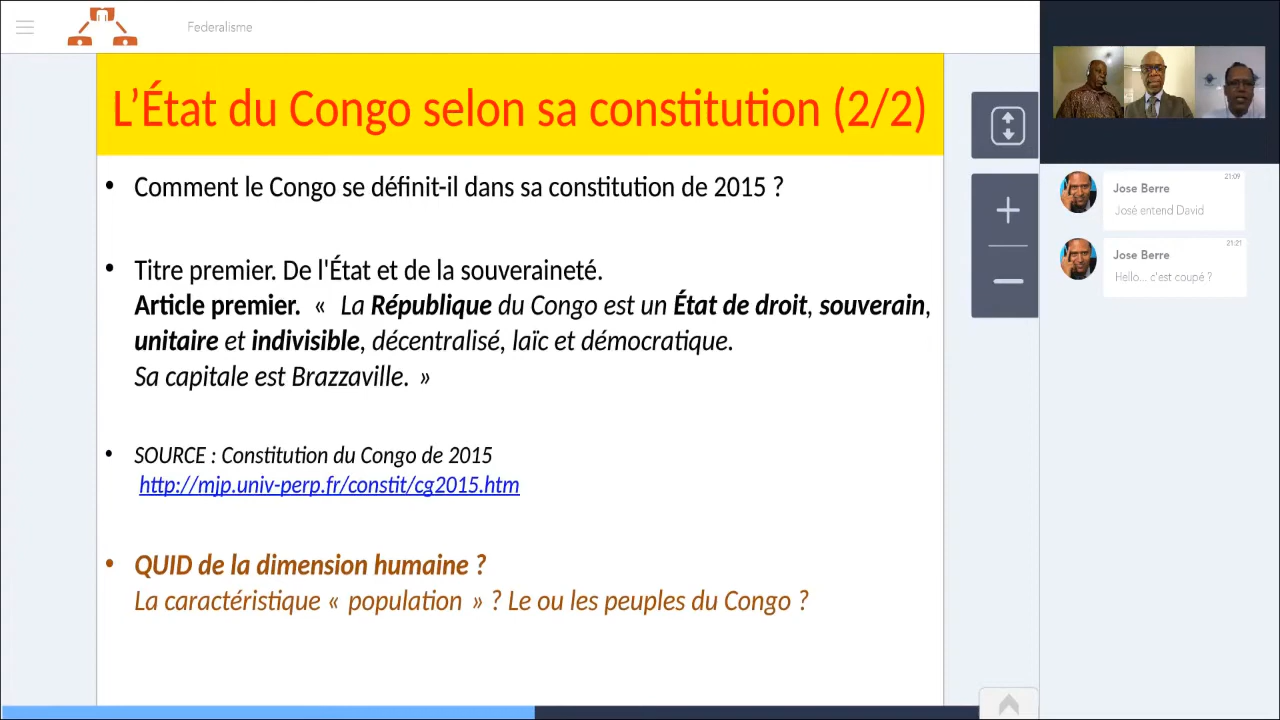 Federalisme
L’État du Congo selon sa constitution (2/2)
• Comment le Congo se définit-il dans sa constitution de 2015 ?
• Titre premier. De l'État et de la souveraineté.
Article premier. « La République du Congo est un État de droit, souverain,
unitaire et indivisible, décentralisé, laïc et démocratique.
Sa capitale est Brazzaville. »
• SOURCE : Constitution du Congo de 2015
http://mjp.univ-perp.fr/constit/cg2015.htm
• QUID de la dimension humaine ?
La caractéristique « population » ? Le ou les peuples du Congo ?
21:09
Jose Berre
José entend David
21:21
Jose Berre
Hello... c'est coupé ?